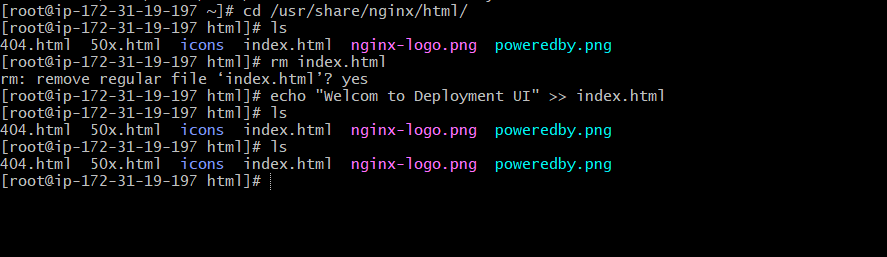 [root@ip-172-31-19-197 ~]# cd /usr/share/nginx/html/
[root@ip-172-31-19-197 html]# ls
404.html  50x.html  icons  index.html  nginx-logo.png  poweredby.png
[root@ip-172-31-19-197 html]# rm index.html
rm: remove regular file ‘index.html’? yes
[root@ip-172-31-19-197 html]# echo "Welcom to Deployment UI" >> index.html
[root@ip-172-31-19-197 html]# ls
404.html  50x.html  icons  index.html  nginx-logo.png  poweredby.png
[root@ip-172-31-19-197 html]# ls
404.html  50x.html  icons  index.html  nginx-logo.png  poweredby.png
[root@ip-172-31-19-197 html]#